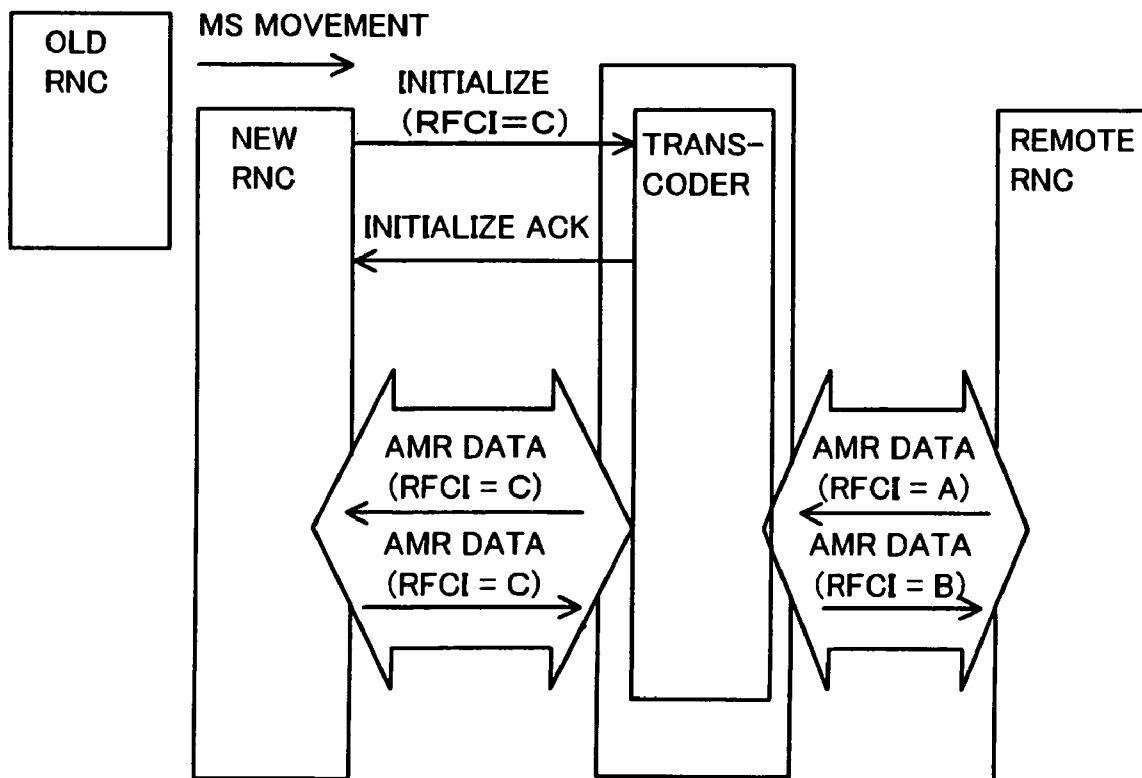 OLD
RNC
MS MOVEMENT
INITIALIZE
(RFCI=C)
NEW
RNC
TRANS-
CODER
REMOTE
RNC
INITIALIZE ACK
AMR DATA
(RFCI = C)
AMR DATA
(RFCI = C)
AMR DATA
(RFCI = A)
AMR DATA
(RFCI = B)